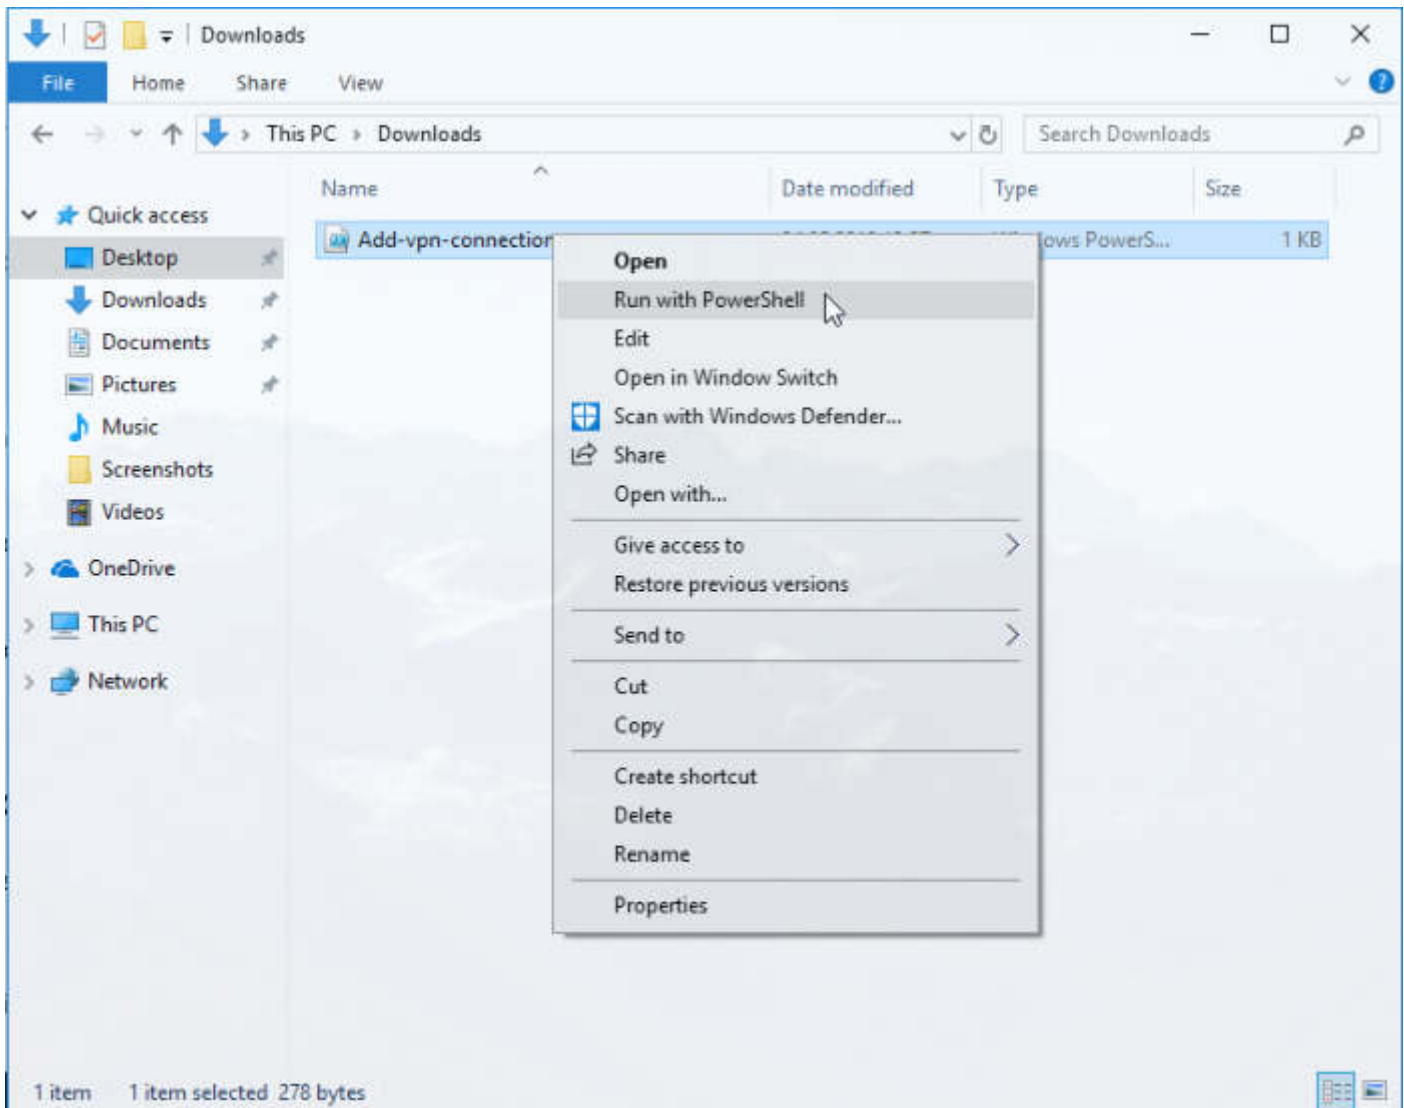 Downloads
File Home Share View
This PC Downloads Search Downloads
Name Date modified Type Size
Quick access
Add-vpn-connection ows PowerS... 1 KB
Desktop
Downloads
Documents
Pictures
Music
Screenshots
Videos
OneDrive
This PC
Network
Open
Run with PowerShell
Edit
Open in Window Switch
Scan with Windows Defender...
Share
Open with...
Give access to
Restore previous versions
Send to
Cut
Copy
Create shortcut
Delete
Rename
Properties
1 item 1 item selected 278 bytes